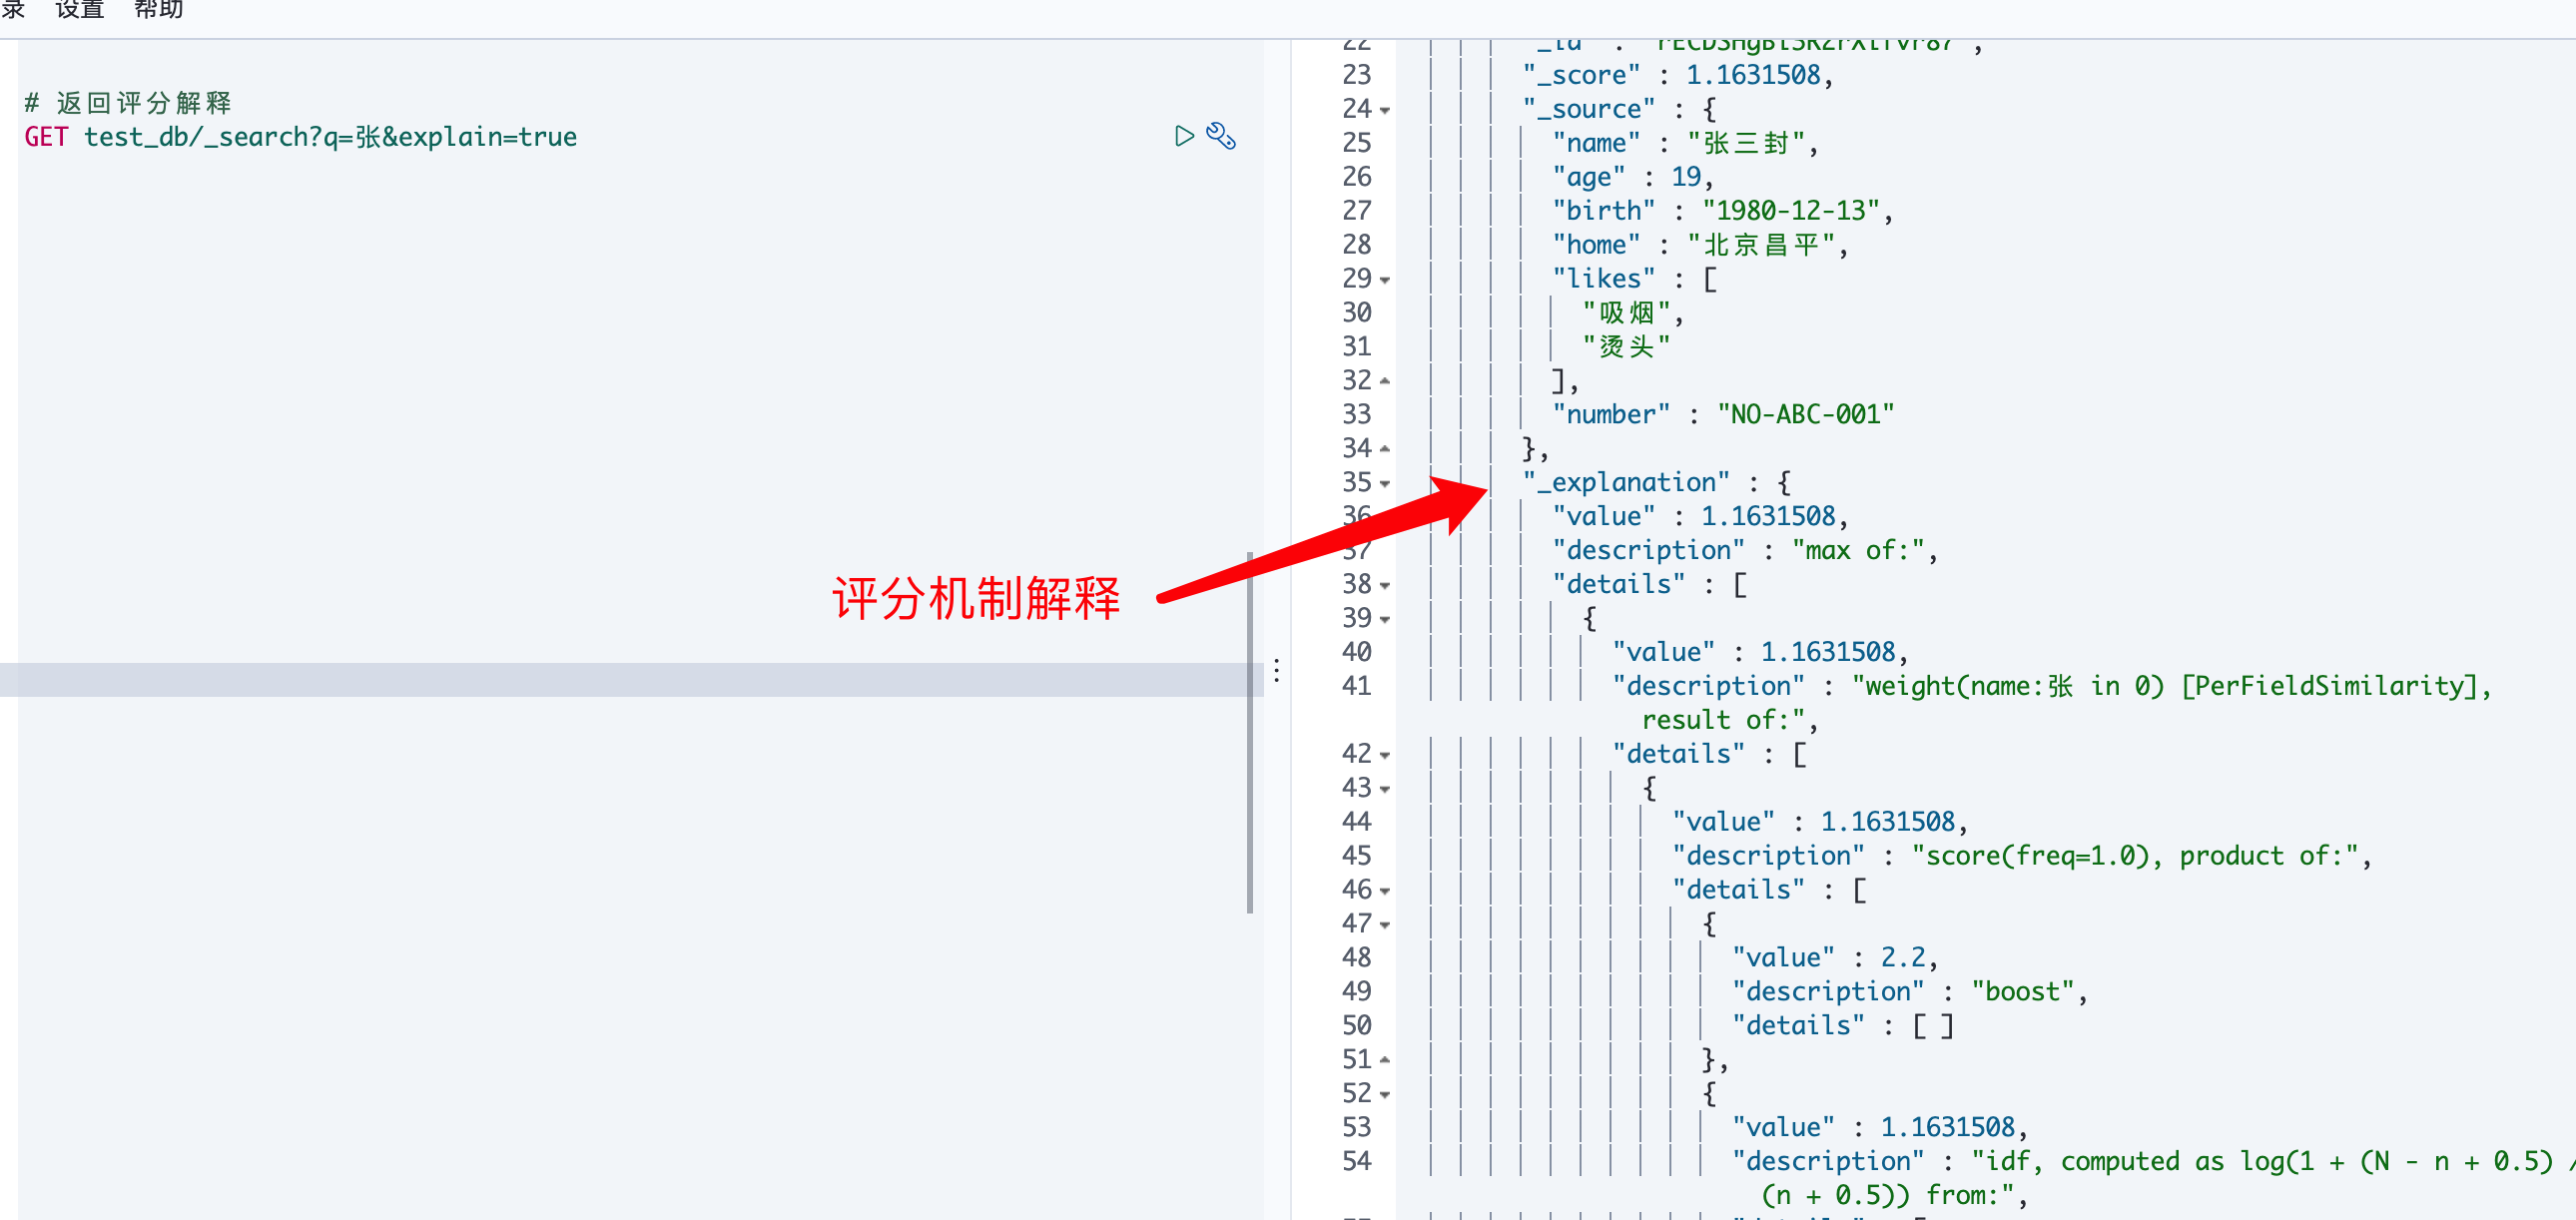 录 设置 帮助
# 返回评分解释
GET test_db/_search?q=张&explain=true
评分机制解释
22 "_id" :
23 "_score" : 1.1631508,
24 "_source" : {
25 "name" : "张三封",
26 "age" : 19,
27 "birth" : "1980-12-13",
28 "home" : "北京昌平",
29 "likes" : [
30 "吸烟",
31 "烫头"
32 ],
33 "number" : "NO-ABC-001"
34 },
35 "_explanation" : {
36 "value" : 1.1631508,
37 "description" : "max of:",
38 "details" : [
39 {
40 "value" : 1.1631508,
41 "description" : "weight(name:张 in 0) [PerFieldSimilarity],
result of:",
42 "details" : [
43 {
44 "value" : 1.1631508,
45 "description" : "score(freq=1.0), product of:",
46 "details" : [
47 {
48 "value" : 2.2,
49 "description" : "boost",
50 "details" : [ ]
51 },
52 {
53 "value" : 1.1631508,
54 "description" : "idf, computed as log(1 + (N - n + 0.5) /
(n + 0.5)) from:",